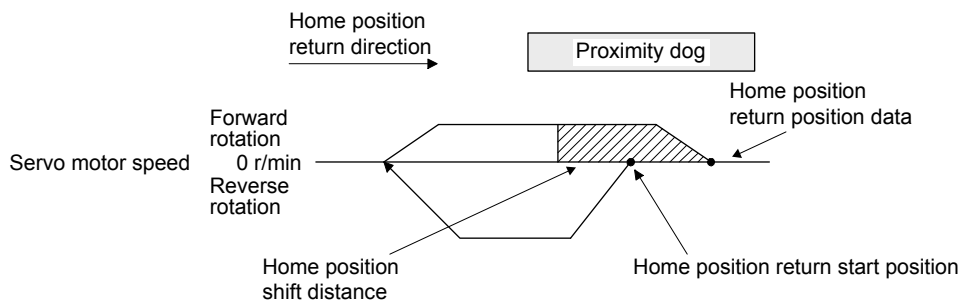 Home position
return direction
Proximity dog
Home position
return position data
Forward
rotation
Servo motor speed
0 r/min
Reverse
rotation
Home position
shift distance
Home position return start position